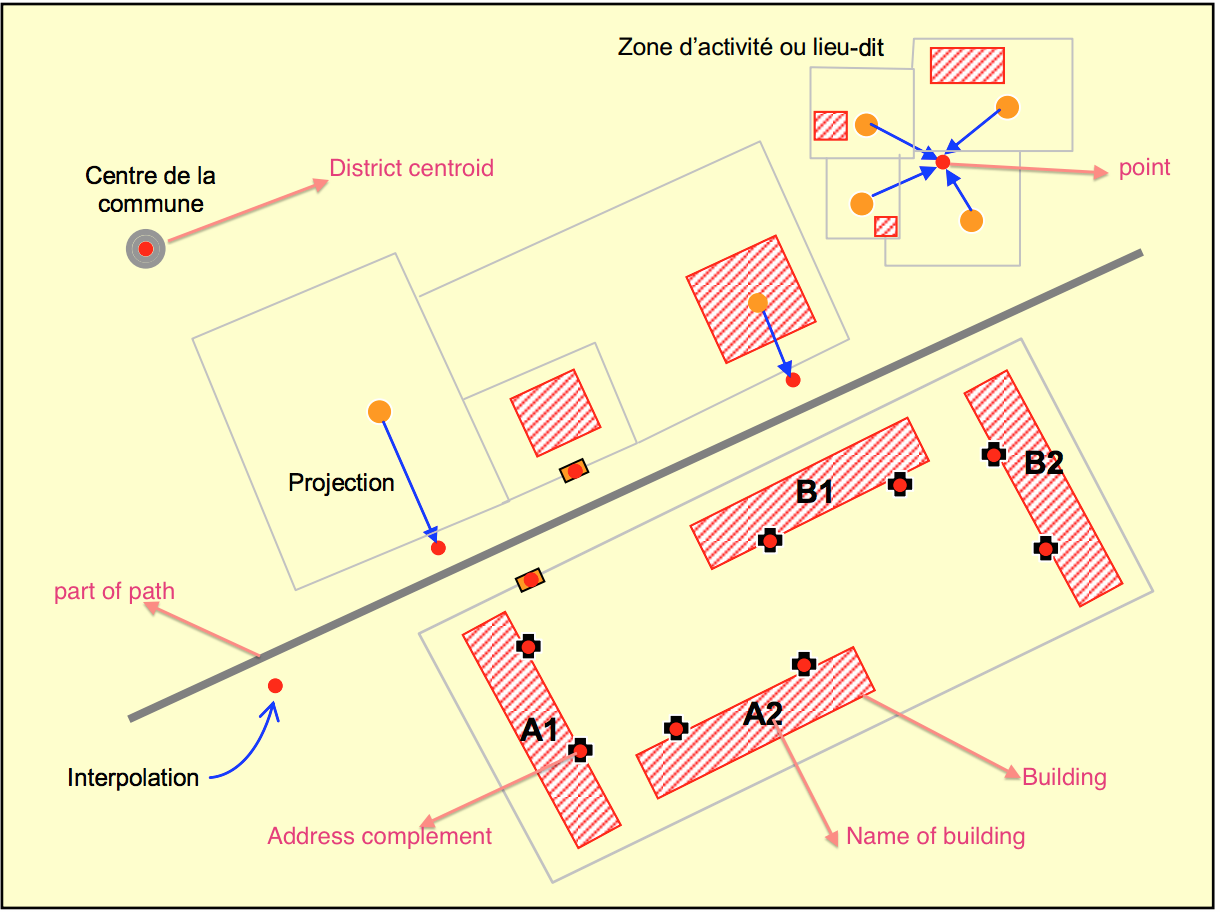 Zone d’activité ou lieu-dit
Centre de la
commune
District centroid
point
Projection
B1
B2
part of path
A1
A2
Interpolation
Building
Address complement
Name of building